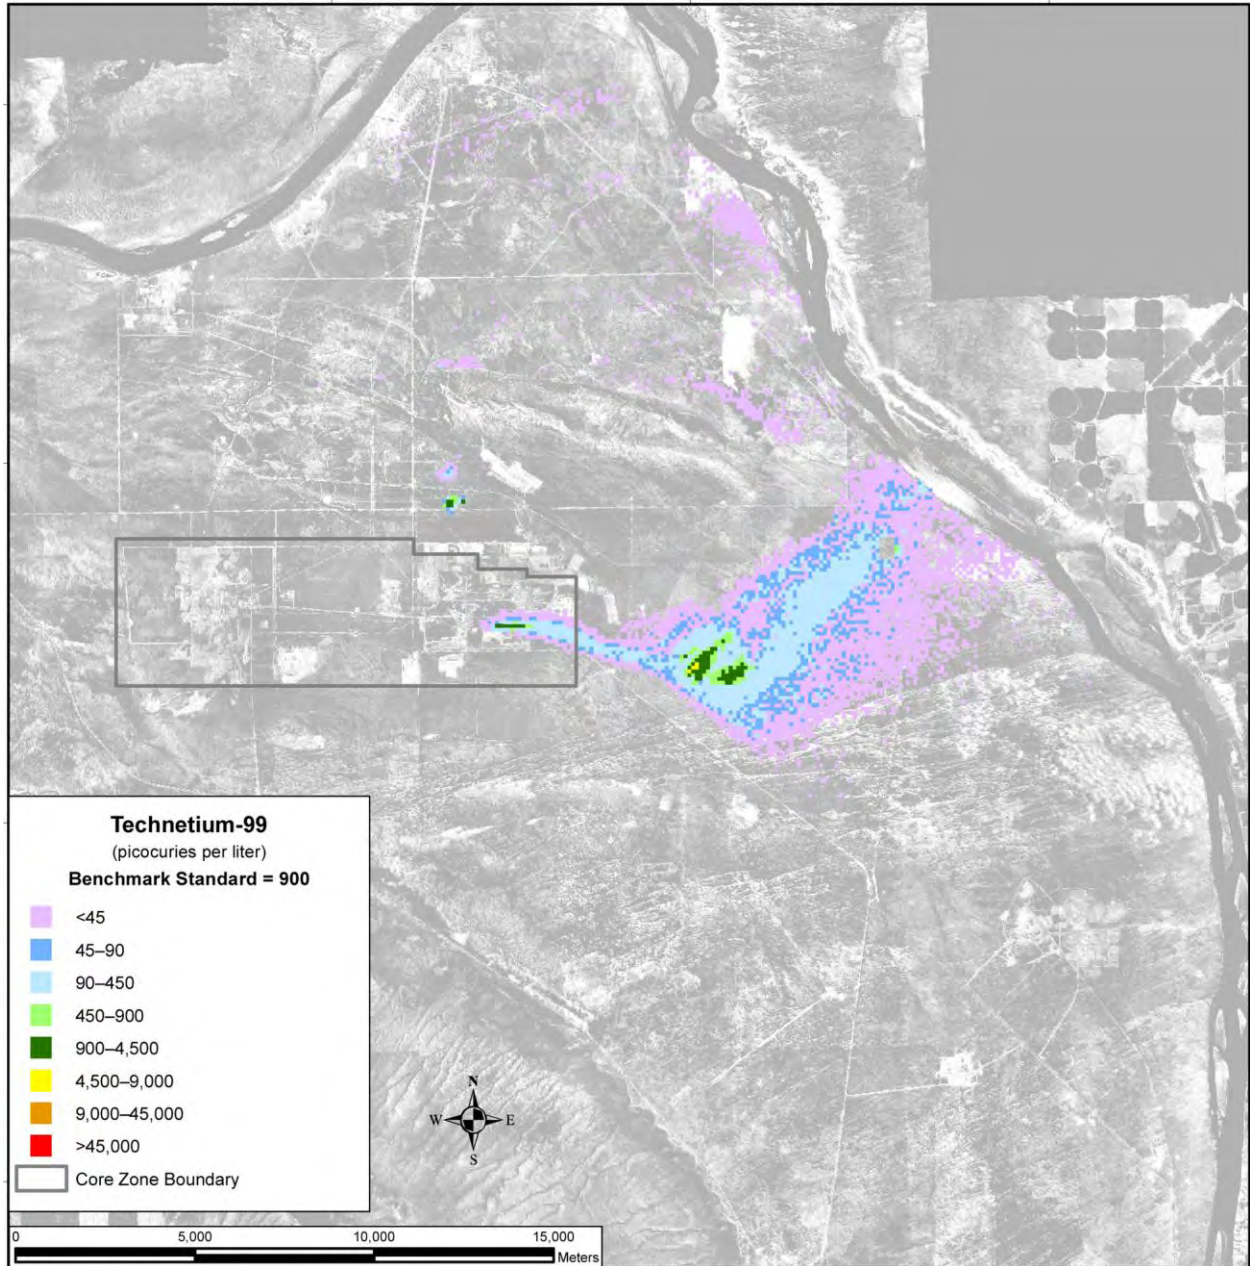 Technetium-99
(picocuries per liter)
Benchmark Standard = 900
<45
45–90
90–450
450–900
900–4,500
4,500–9,000
9,000–45,000
>45,000
Core Zone Boundary
N
W E
S
0 5,000 10,000 15,000
Meters